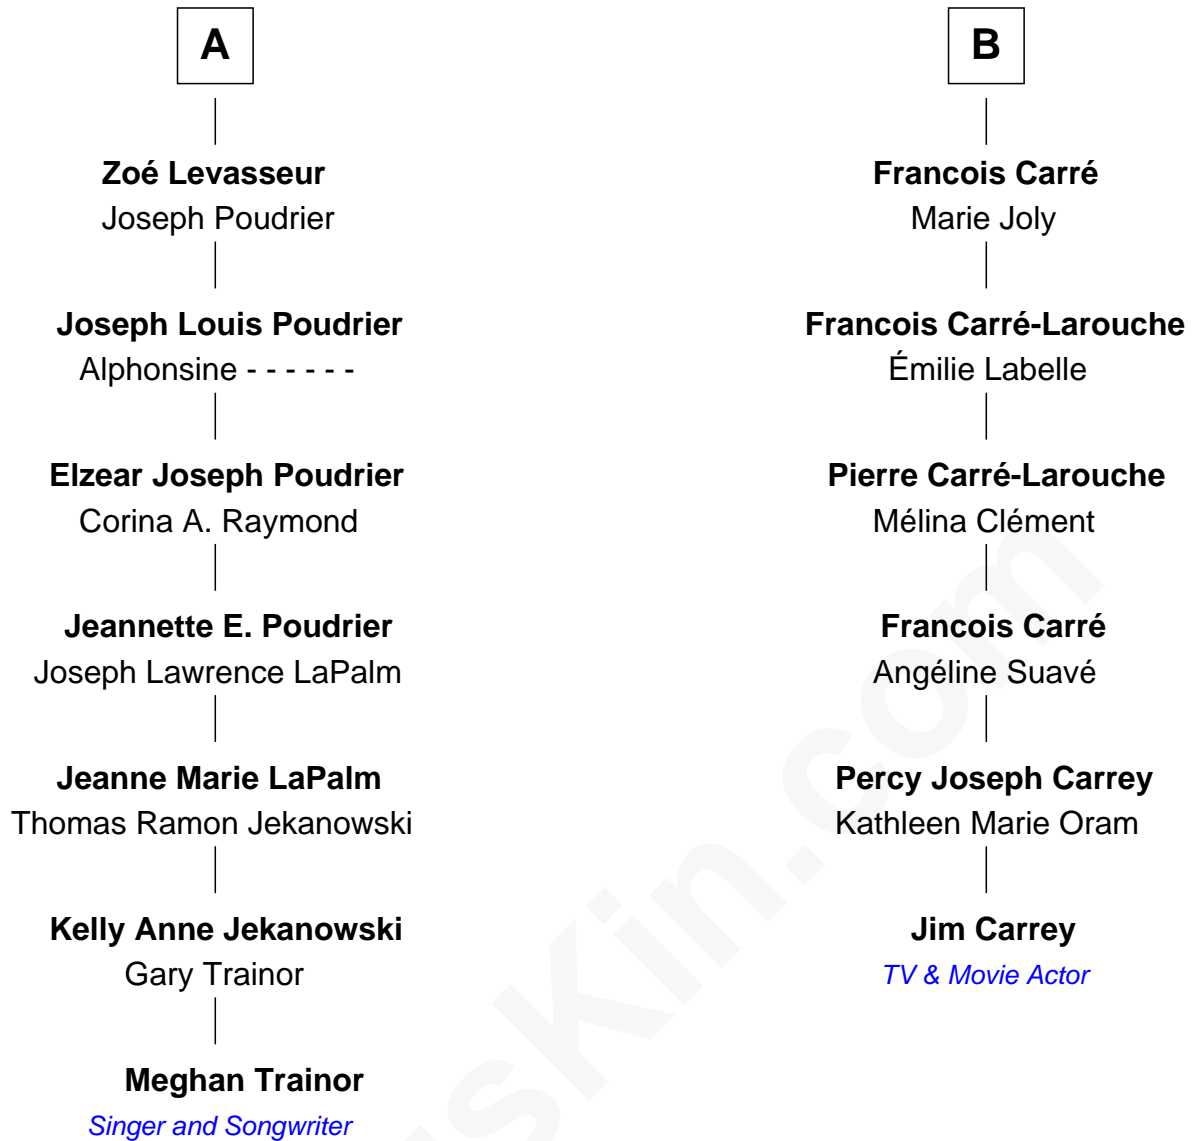 A
Zoé Levasseur
Joseph Poudrier
Joseph Louis Poudrier
Alphonsine - - - - - -
Elzear Joseph Poudrier
Corina A. Raymond
Jeannette E. Poudrier
Joseph Lawrence LaPalm
Jeanne Marie LaPalm
Thomas Ramon Jekanowski
Kelly Anne Jekanowski
Gary Trainor
Meghan Trainor
Singer and Songwriter
B
Francois Carré
Marie Joly
Francois Carré-Larouche
Émilie Labelle
Pierre Carré-Larouche
Mélina Clément
Francois Carré
Angéline Suavé
Percy Joseph Carrey
Kathleen Marie Oram
Jim Carrey
TV & Movie Actor